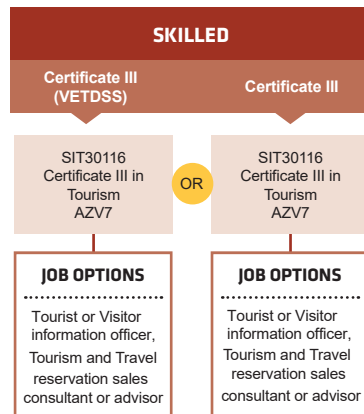 SKILLED
Certificate III
(VETDSS)
Certificate III
SIT30116
Certificate III in
Tourism
AZV7
OR
SIT30116
Certificate III in
Tourism
AZV7
JOB OPTIONS
Tourist or Visitor
information officer,
Tourism and Travel
reservation sales
consultant or advisor
JOB OPTIONS
Tourist or Visitor
information officer,
Tourism and Travel
reservation sales
consultant or advisor